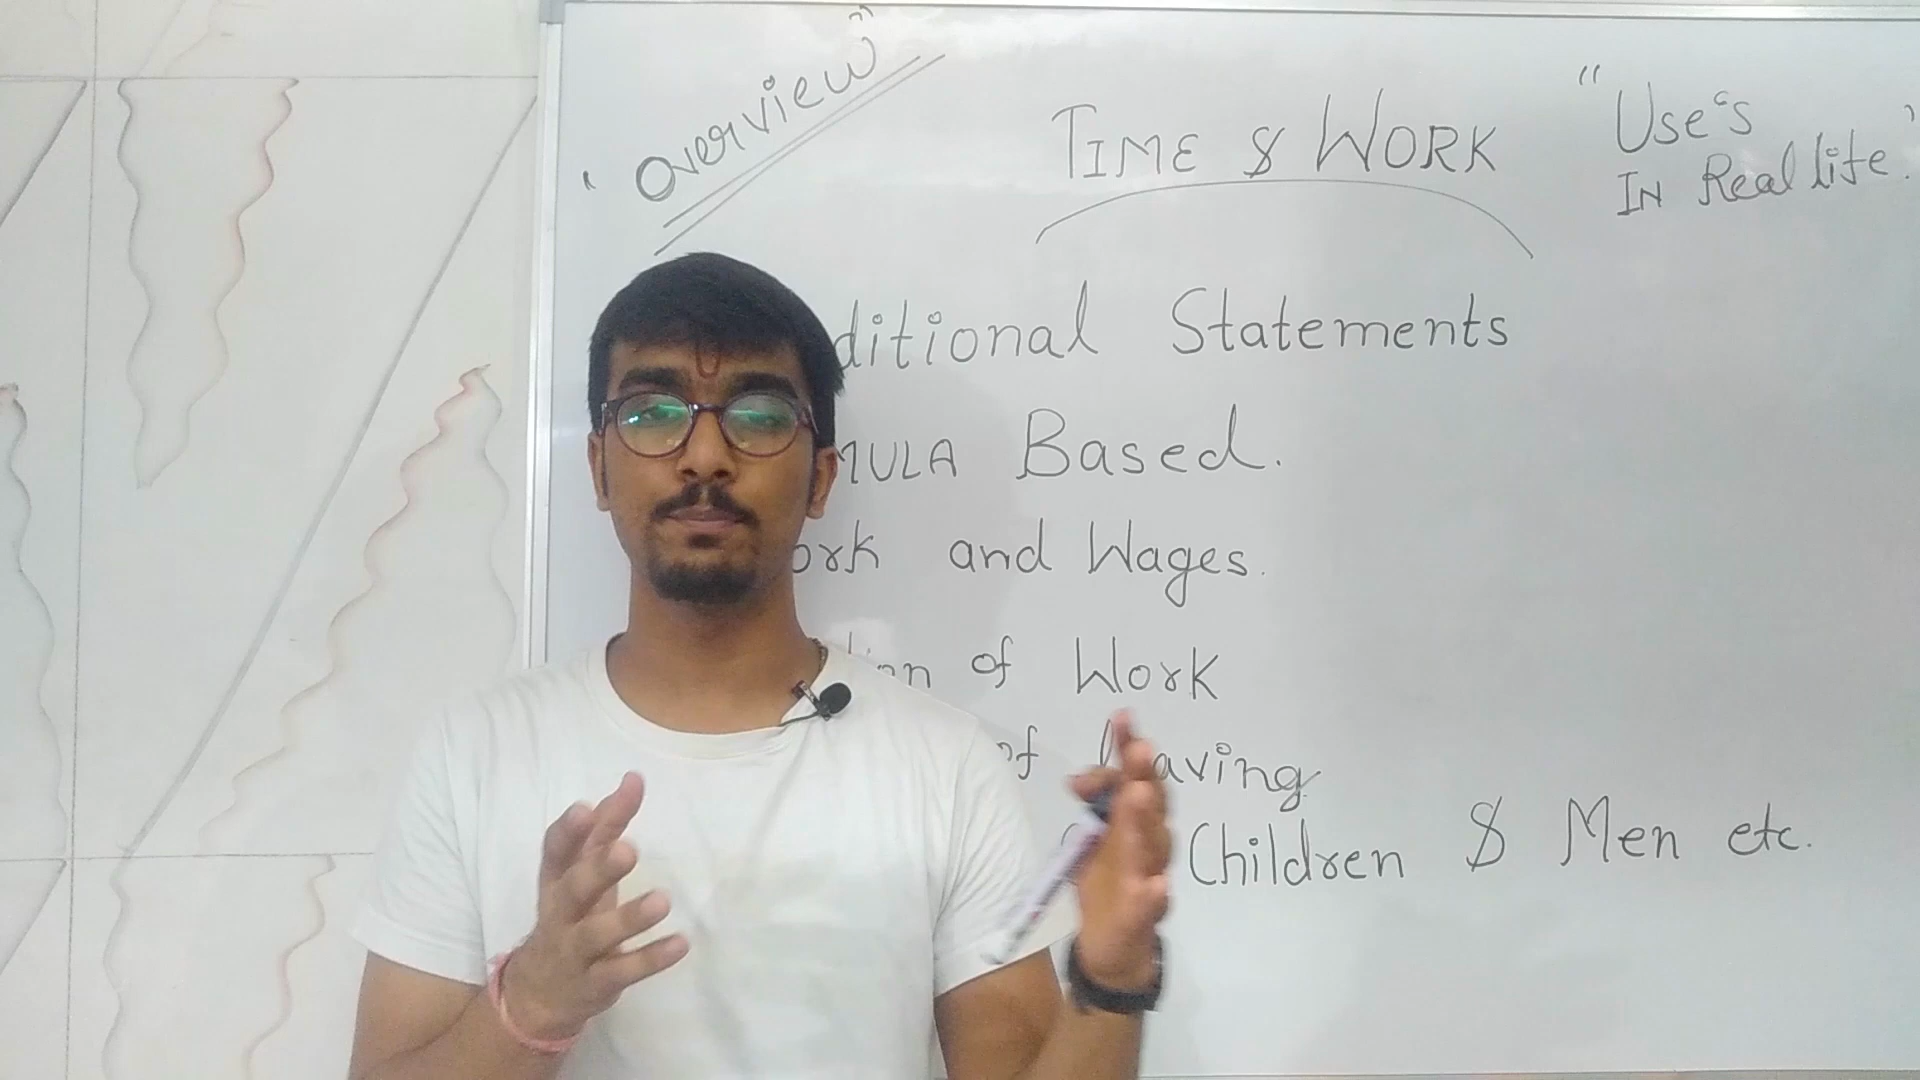 "Overview"
TIME & WORK
"Use's
IN Real life."
ditional Statements
MULA Based.
ork and Wages.
of Work
of
Children & Men etc.